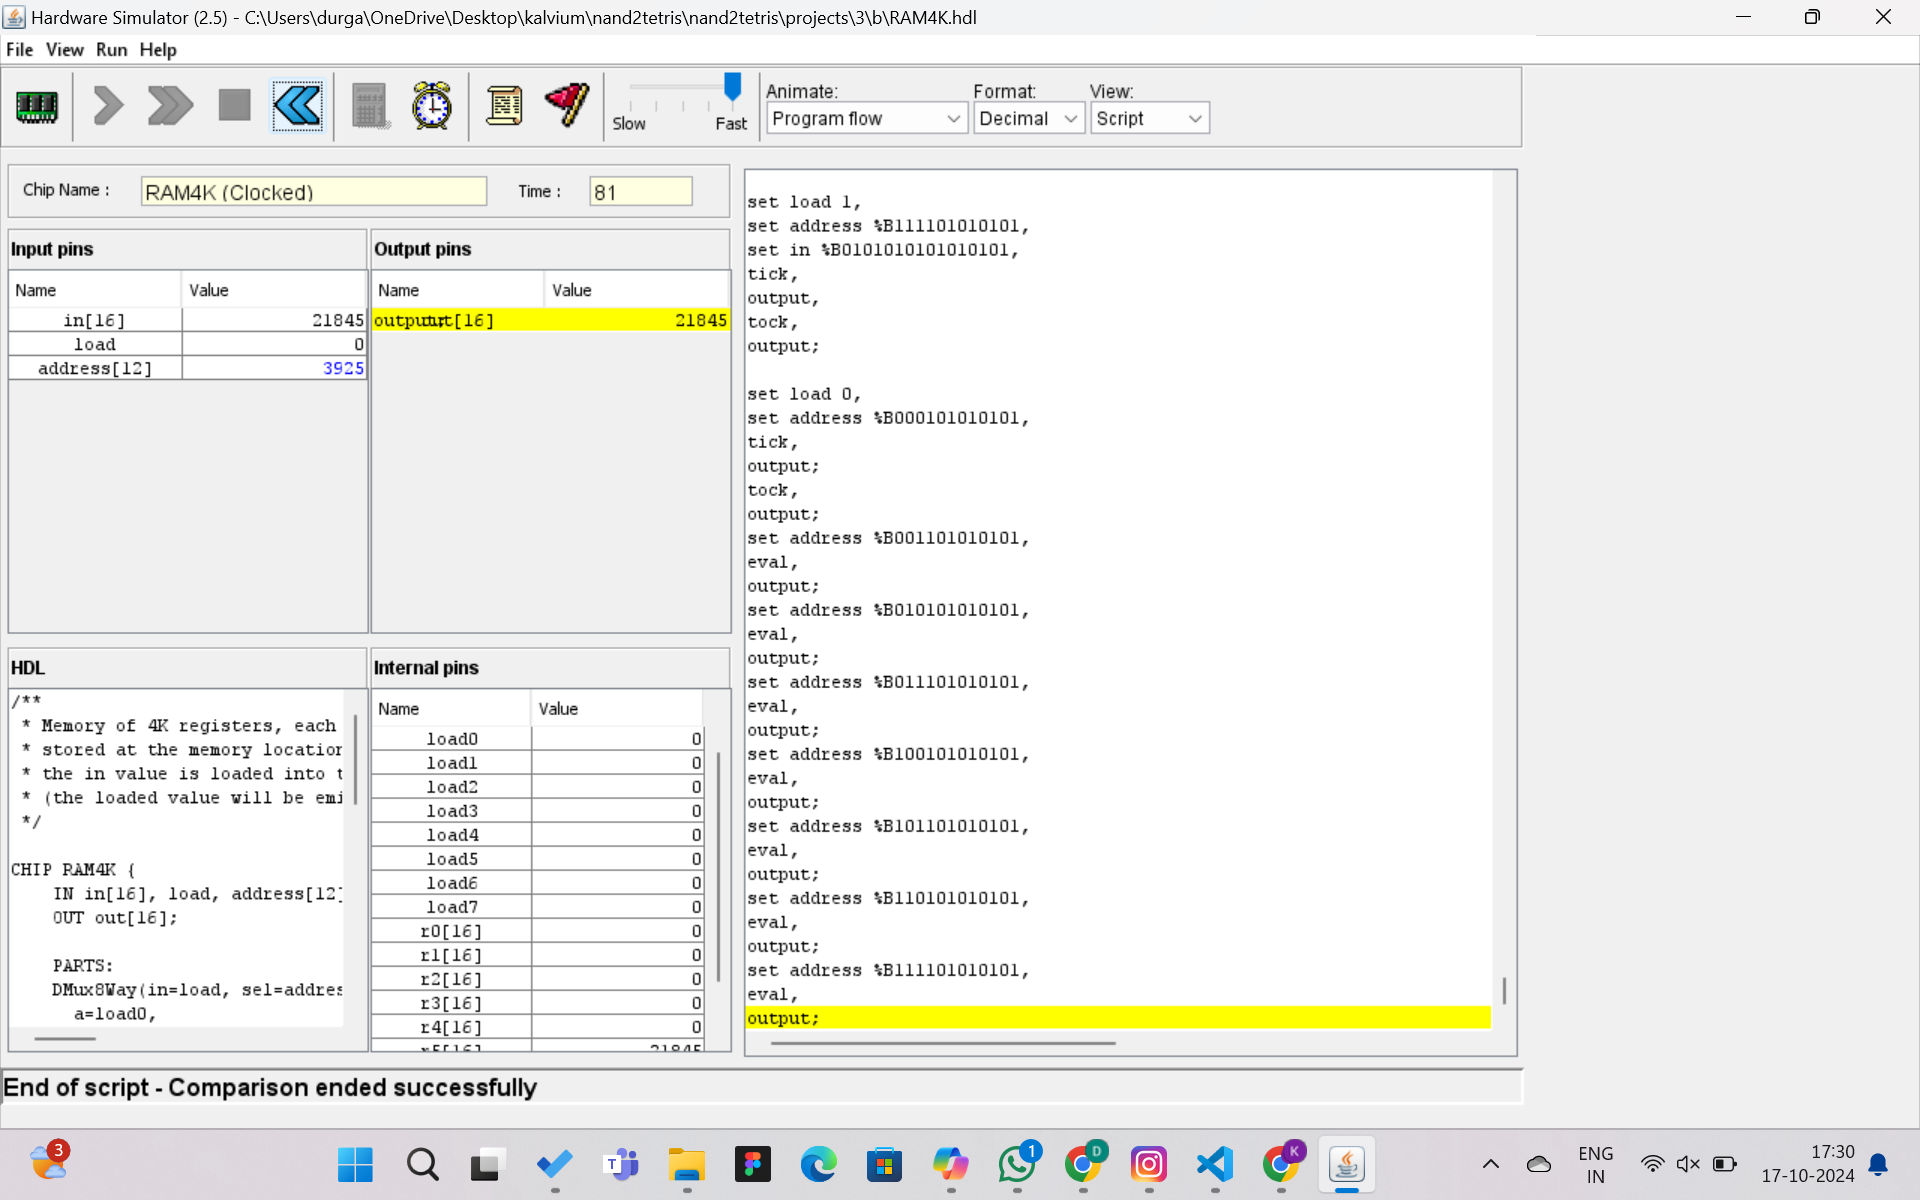 Hardware Simulator (2.5) - C:\Users\durga\OneDrive\Desktop\kalvium\nand2tetris\nand2tetris\projects\3\b\RAM4K.hdl
File View Run Help
Slow
Fast
Animate:
Program flow
Format:
Decimal
View:
Script
Chip Name :
RAM4K (Clocked)
Time :
81
Input pins
Name Value
in[16] 21845
load 0
address[12] 3925
Output pins
Name Value
21845
HDL
/**
* Memory of 4K registers, each
* stored at the memory location
* the in value is loaded into t
* (the loaded value will be emi
*/
CHIP RAM4K {
IN in[16], load, address[12]
OUT out[16];
PARTS:
DMux8Way(in=load, sel=addres
a=load0,
Internal pins
Name Value
load0 0
load1 0
load2 0
load3 0
load4 0
load5 0
load6 0
load7 0
r0[16] 0
r1[16] 0
r2[16] 0
r3[16] 0
r4[16] 0
r5[16] 21845
set load 1,
set address %B111101010101,
set in %B0101010101010101,
tick,
output,
tock,
output;
set load 0,
set address %B000101010101,
tick,
output;
tock,
output;
set address %B001101010101,
eval,
output;
set address %B010101010101,
eval,
output;
set address %B011101010101,
eval,
output;
set address %B100101010101,
eval,
output;
set address %B101101010101,
eval,
output;
set address %B110101010101,
eval,
output;
set address %B111101010101,
eval,
output;
End of script - Comparison ended successfully
3
1
D
K
ENG
IN
17:30
17-10-2024